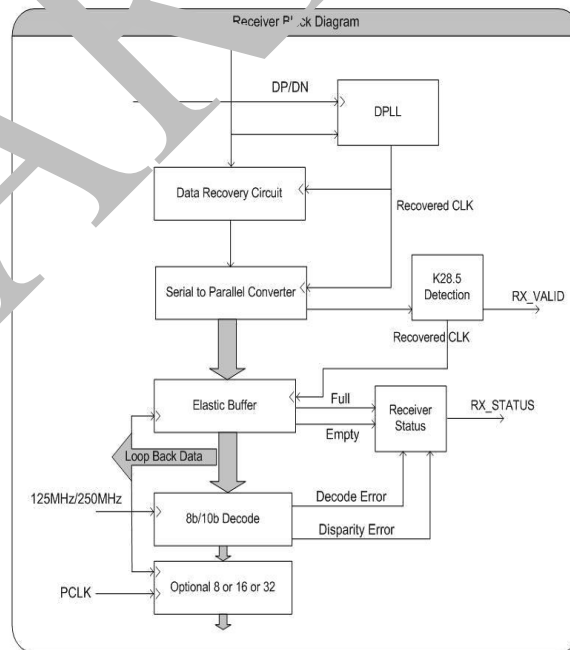 Receiver Block Diagram
DP/DN
DPLL
Data Recovery Circuit
Recovered CLK
Serial to Parallel Converter
K28.5
Detection
RX_VALID
Recovered CLK
Elastic Buffer
Full
Empty
Receiver
Status
RX_STATUS
Loop Back Data
125MHz/250MHz
8b/10b Decode
Decode Error
Disparity Error
PCLK
Optional 8 or 16 or 32